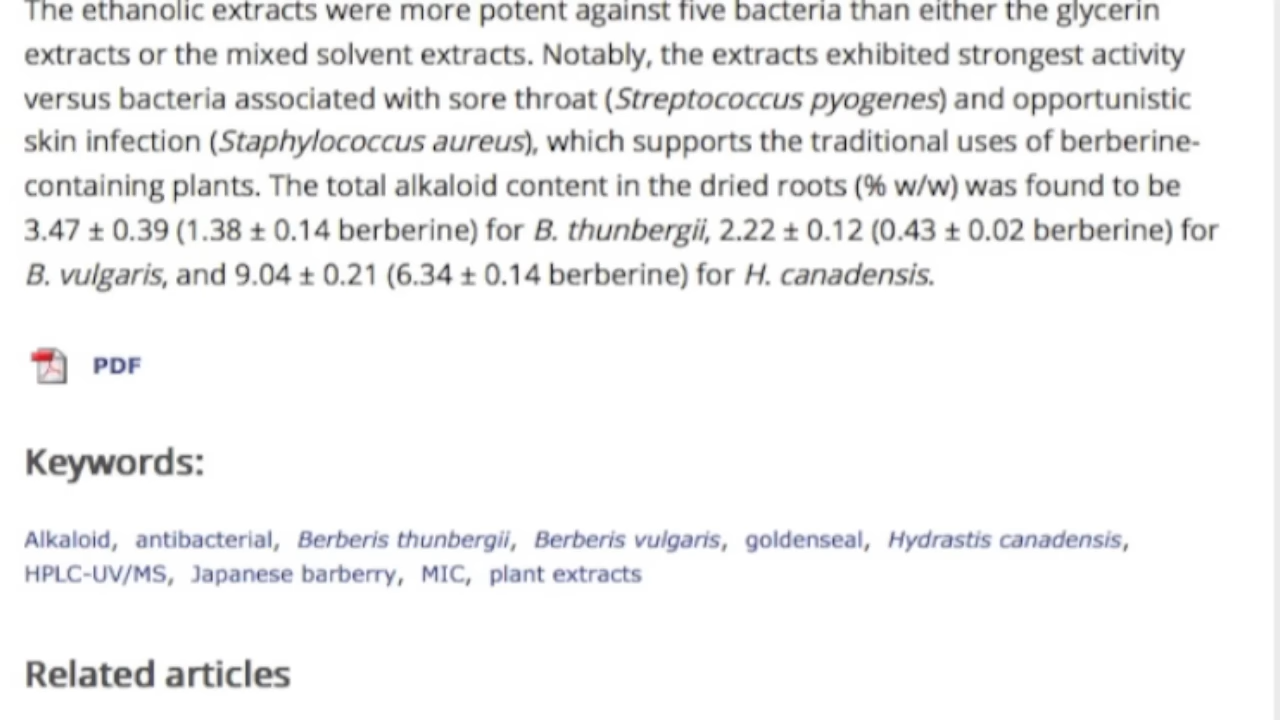 The ethanolic extracts were more potent against five bacteria than either the glycerin
extracts or the mixed solvent extracts. Notably, the extracts exhibited strongest activity
versus bacteria associated with sore throat (Streptococcus pyogenes) and opportunistic
skin infection (Staphylococcus aureus), which supports the traditional uses of berberine-
containing plants. The total alkaloid content in the dried roots (% w/w) was found to be
3.47 ± 0.39 (1.38 ± 0.14 berberine) for B. thunbergii, 2.22 ± 0.12 (0.43 ± 0.02 berberine) for
B. vulgaris, and 9.04 ± 0.21 (6.34 ± 0.14 berberine) for H. canadensis.
PDF
Keywords:
Alkaloid, antibacterial, Berberis thunbergii, Berberis vulgaris, goldenseal, Hydrastis canadensis,
HPLC-UV/MS, Japanese barberry, MIC, plant extracts
Related articles